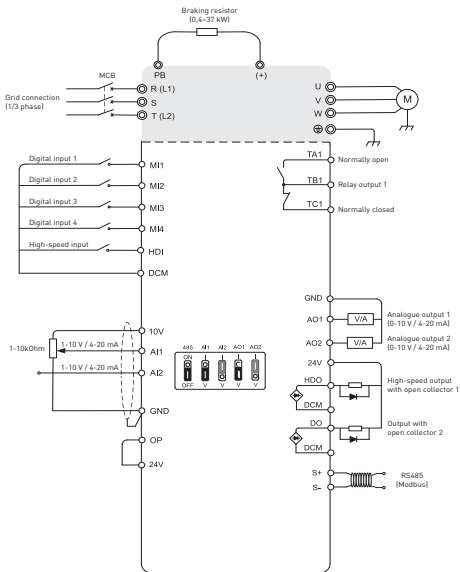 Braking resistor
(0,4~37 kW)
PB
(+)
MCB
Grid connection
(1/3 phase)
R (L1)
S
T (L2)
U
V
W
M
Digital input 1
MI1
Digital input 2
MI2
Digital input 3
MI3
Digital input 4
MI4
High-speed input
HDI
DCM
TA1
Normally open
TB1
Relay output 1
TC1
Normally closed
GND
AO1
V/A
Analogue output 1
(0-10 V / 4-20 mA)
AO2
V/A
Analogue output 2
(0-10 V / 4-20 mA)
24V
HDO
High-speed output
with open collector 1
DCM
DO
Output with
open collector 2
DCM
S+
S-
RS485
(Modbus)
10V
1-10kOhm
1-10 V / 4-20 mA
AI1
1-10 V / 4-20 mA
AI2
GND
OP
24V
485 AI1 AI2 AO1 AO2
ON I I I I
OFF V V V V